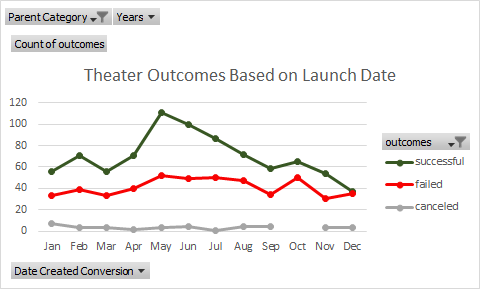 Parent Category Years
Count of outcomes
Theater Outcomes Based on Launch Date
120
100
80
60
40
20
0
Jan Feb Mar Apr May Jun Jul Aug Sep Oct Nov Dec
outcomes
successful
failed
canceled
Date Created Conversion